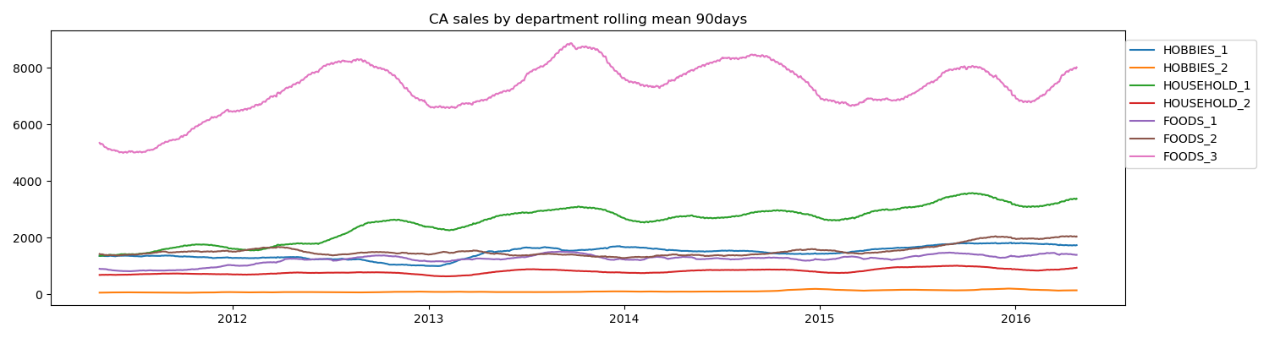 CA sales by department rolling mean 90days
8000
6000
4000
2000
0
2012
2013
2014
2015
2016
HOBBIES_1
HOBBIES_2
HOUSEHOLD_1
HOUSEHOLD_2
FOODS_1
FOODS_2
FOODS_3